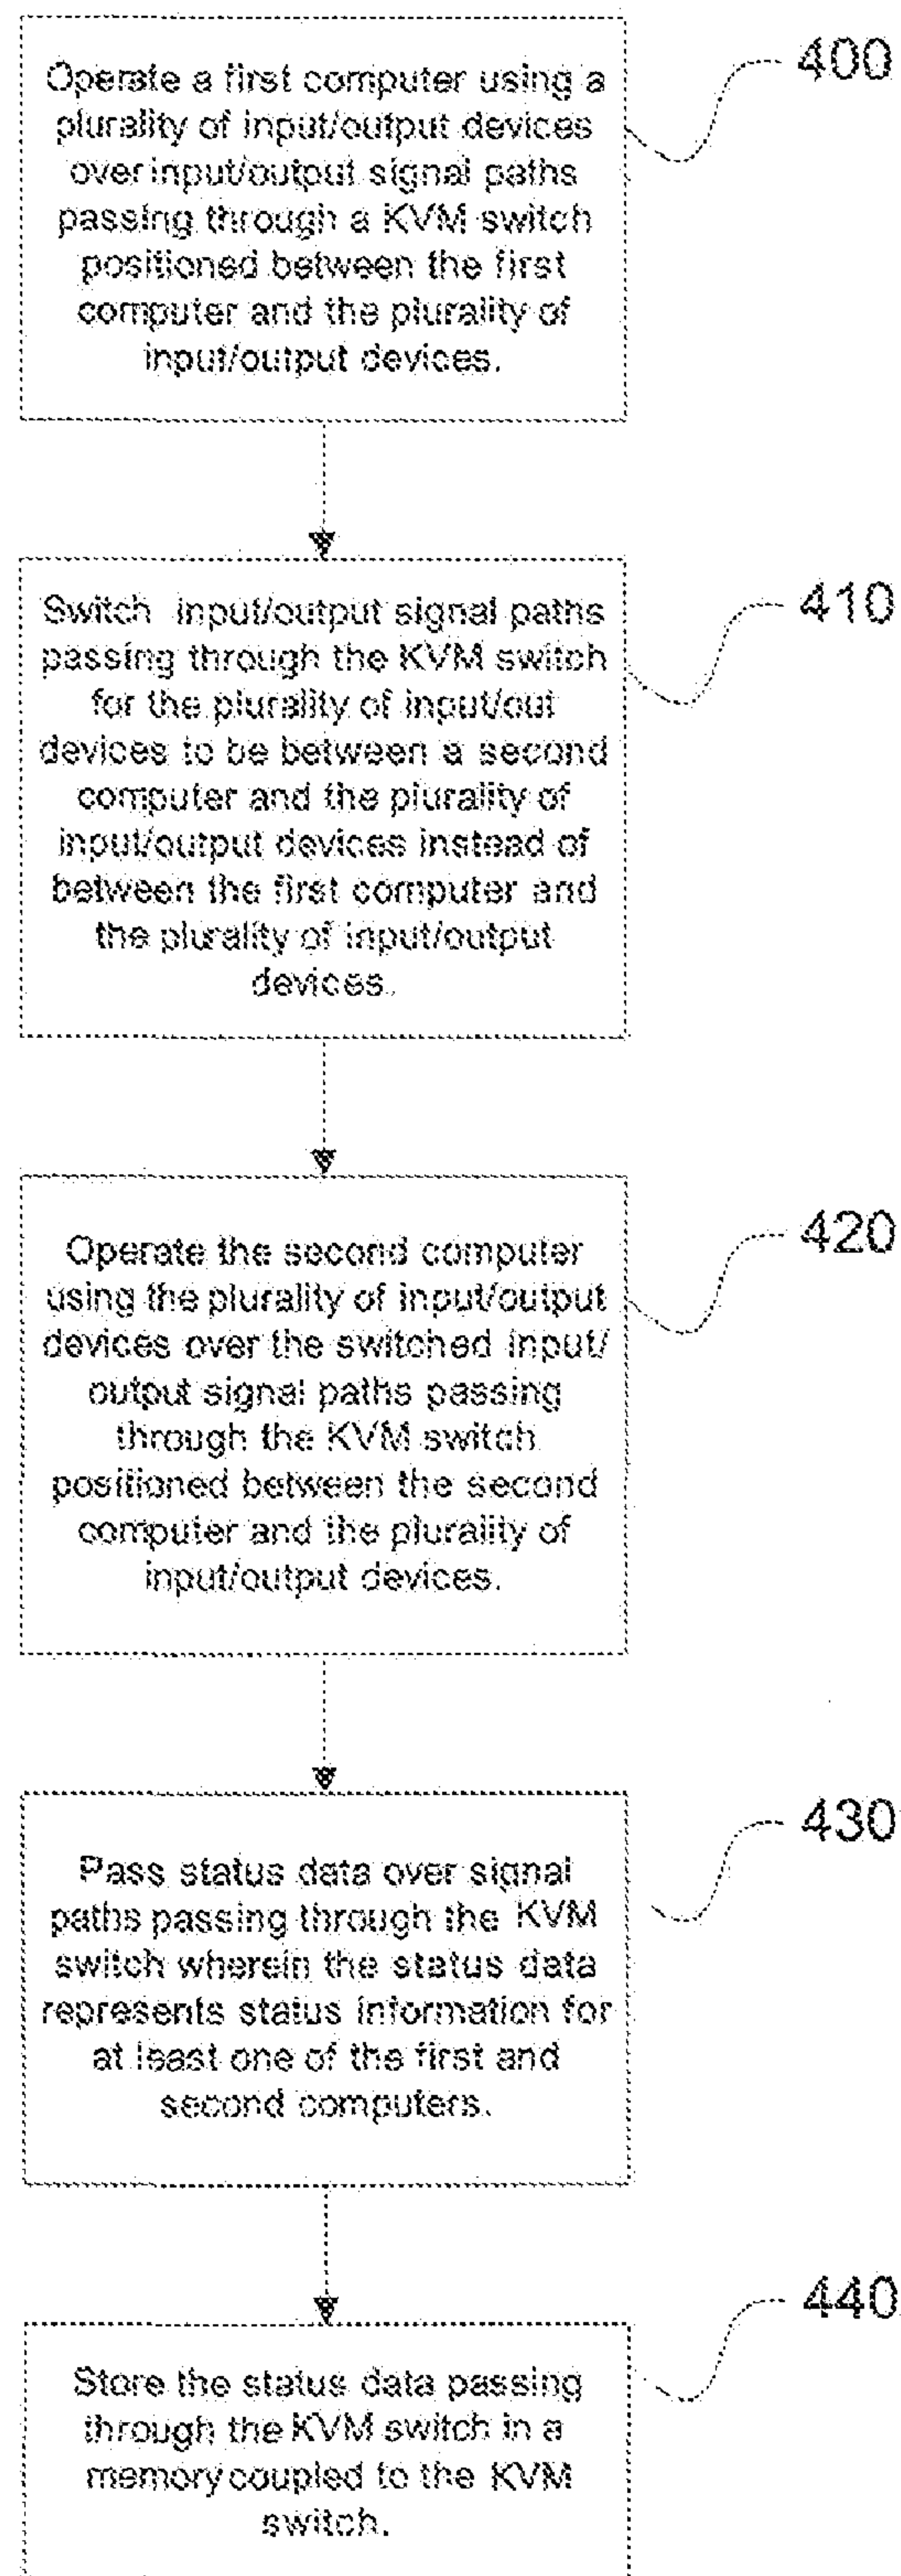 Operate a first computer using a
plurality of input/output devices
over input/output signal paths
passing through a KVM switch
positioned between the first
computer and the plurality of
input/output devices.
400
Switch input/output signal paths
passing through the KVM switch
for the plurality of input/out
devices to be between a second
computer and the plurality of
input/output devices instead of
between the first computer and
the plurality of input/output
devices.
410
Operate the second computer
using the plurality of input/output
devices over the switched input/
output signal paths passing
through the KVM switch
positioned between the second
computer and the plurality of
input/output devices.
420
Pass status data over signal
paths passing through the KVM
switch wherein the status data
represents status information for
at least one of the first and
second computers.
430
Store the status data passing
through the KVM switch in a
memory coupled to the KVM
switch.
440